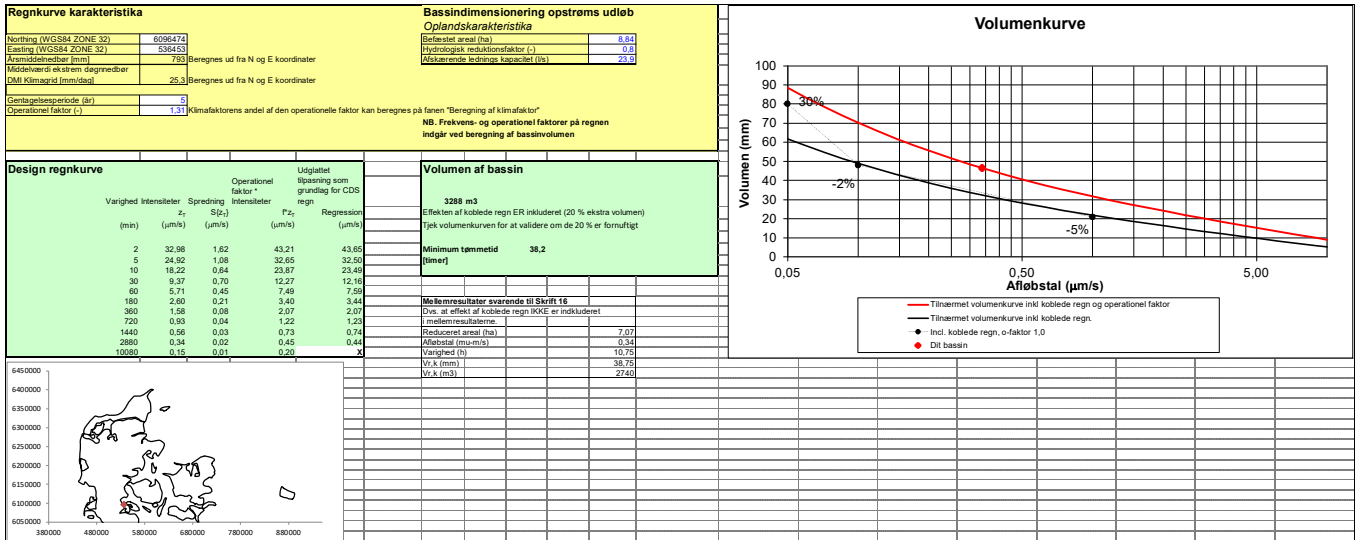 Regnkurve karakteristika
Northing (WGS84 ZONE 32) 6096474
Easting (WGS84 ZONE 32) 536453
Årsmiddelnedbør [mm] 793 Beregnes ud fra N og E koordinater
Middelværdi ekstrem døgnnedbør
DMI Klimagrid [mm/dag] 25,3 Beregnes ud fra N og E koordinater
Gentagelsesperiode (år) 5
Operationel faktor (-) 1,31 Klimafaktorens andel af den operationelle faktor kan beregnes på fanen "Beregning af klimafaktor"
Bassindimensionering opstrøms udløb
Oplandskarakteristika
Befæstet areal (ha) 8,84
Hydrologisk reduktionsfaktor (-) 0,8
Afskærende lednings kapacitet (l/s) 23,9
NB. Frekvens- og operationel faktorer på regnen
indgår ved beregning af bassinvolumen
Design regnkurve
Varighed Intensiteter Spredning Operationel faktor * Intensiteter Udglattet tilpasning som grundlag for CDS regn
z_T S{z_T} f*z_T Regression
(min) (μm/s) (μm/s) (μm/s) (μm/s)
2 32,98 1,62 43,21 43,65
5 24,92 1,08 32,65 32,50
10 18,22 0,64 23,87 23,49
30 9,37 0,70 12,27 12,16
60 5,71 0,45 7,49 7,59
180 2,60 0,21 3,40 3,44
360 1,58 0,08 2,07 2,07
720 0,93 0,04 1,22 1,23
1440 0,56 0,03 0,73 0,74
2880 0,34 0,02 0,45 0,44
10080 0,15 0,01 0,20 X
Volumen af bassin
3288 m3
Effekten af koblede regn ER inkluderet (20 % ekstra volumen)
Tjek volumenkurven for at validere om de 20 % er fornuftigt
Minimum tømmetid 38,2
[timer]
Mellemresultater svarende til Skrift 16
Dvs. at effekt af koblede regn IKKE er indkluderet
i mellemresultaterne.
Reduceret areal (ha) 7,07
Afløbstal (mu-m/s) 0,34
Varighed (h) 10,75
Vr,k (mm) 38,75
Vr,k (m3) 2740
Volumenkurve
Volumen (mm)
100
90
80
70
60
50
40
30
20
10
0
30%
-2%
-5%
0,05 0,50 5,00
Afløbstal (μm/s)
Tilnærmet volumenkurve inkl koblede regn og operationel faktor
Tilnærmet volumenkurve inkl koblede regn.
Incl. koblede regn, o-faktor 1,0
Dit bassin
6450000
6400000
6350000
6300000
6250000
6200000
6150000
6100000
6050000
380000 480000 580000 680000 780000 880000